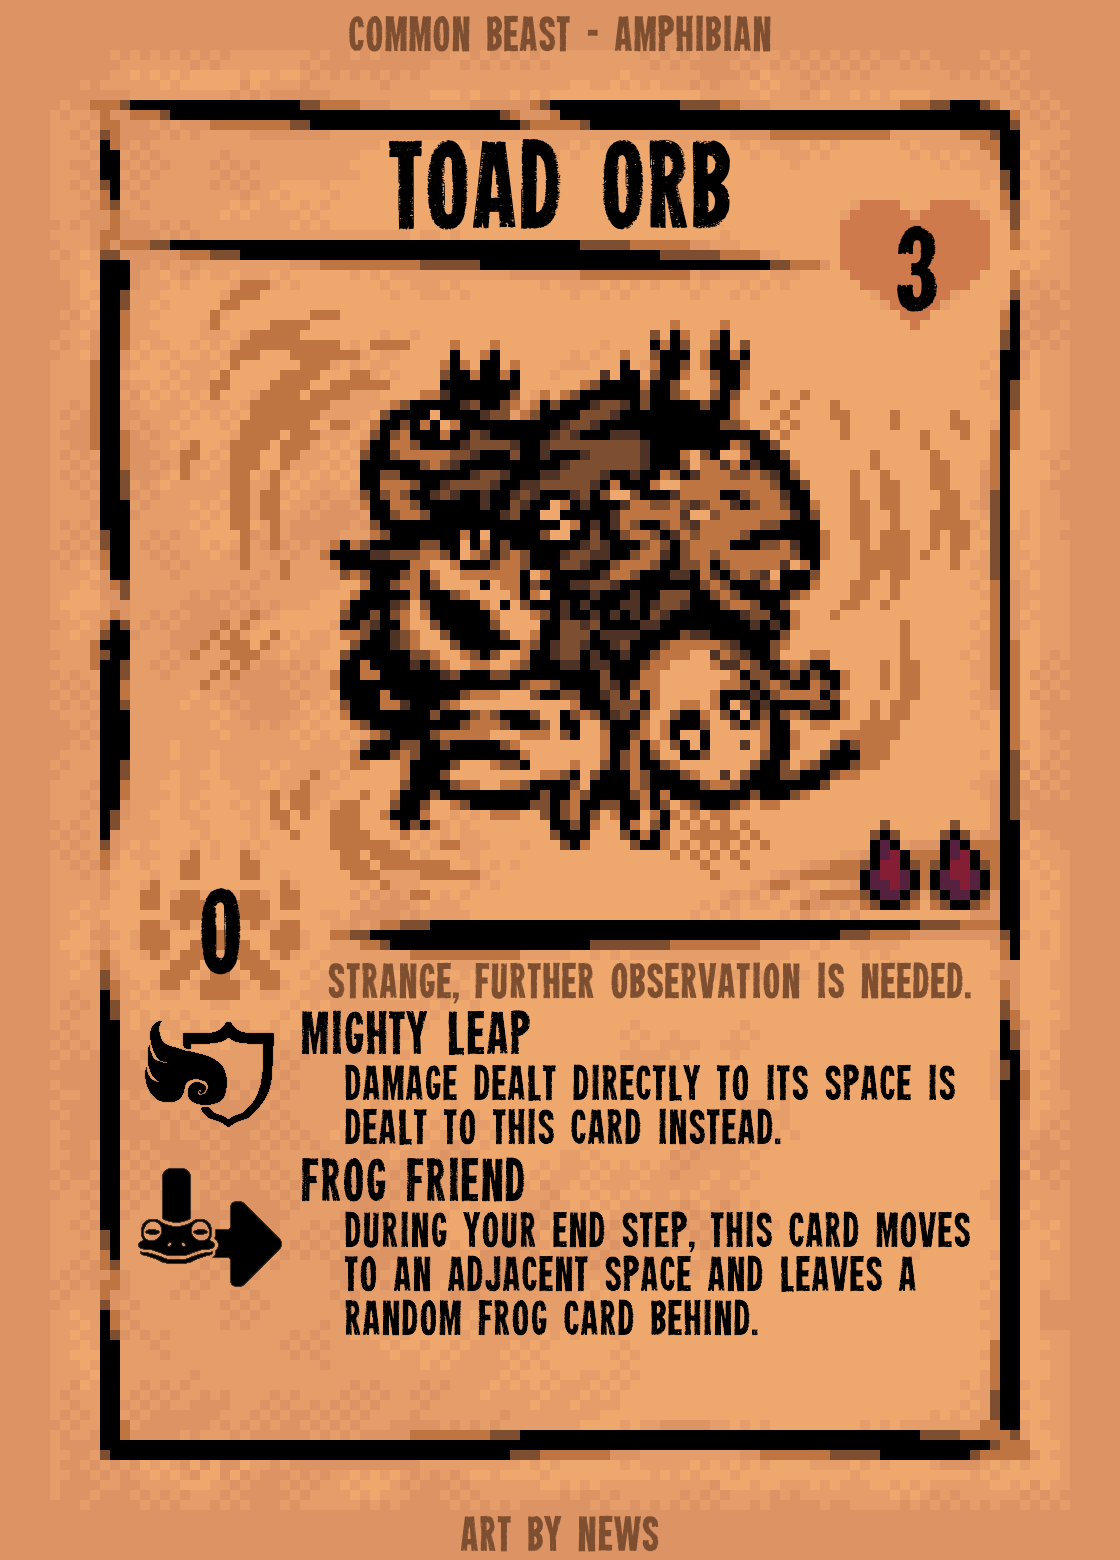 COMMON BEAST - AMPHIBIAN
TOAD ORB
3
0
STRANGE, FURTHER OBSERVATION IS NEEDED.
MIGHTY LEAP
DAMAGE DEALT DIRECTLY TO ITS SPACE IS
DEALT TO THIS CARD INSTEAD.
FROG FRIEND
DURING YOUR END STEP, THIS CARD MOVES
TO AN ADJACENT SPACE AND LEAVES A
RANDOM FROG CARD BEHIND.
ART BY NEWS